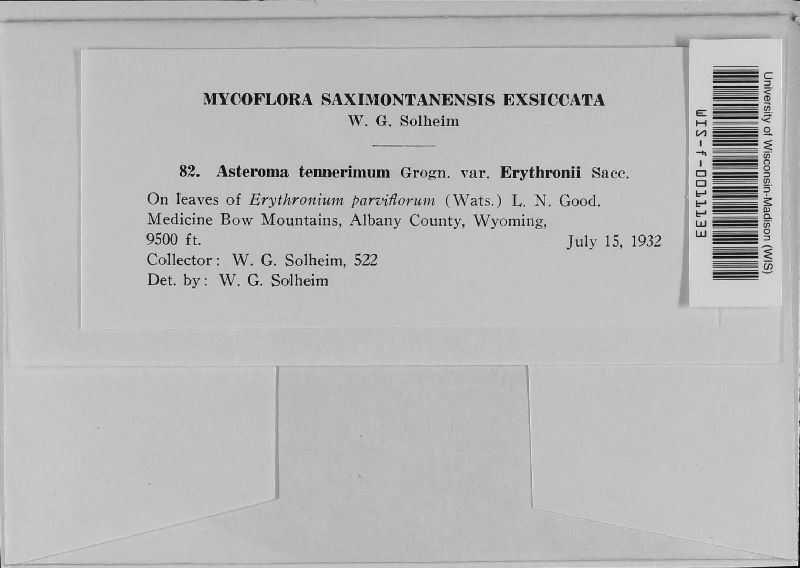 MYCOFLORA SAXIMONTANENSIS EXSICCATA
W. G. Solheim
82. Asteroma tennerimum Grogn. var. Erythronii Sacc.
On leaves of Erythronium parviflorum (Wats.) L. N. Good.
Medicine Bow Mountains, Albany County, Wyoming,
9500 ft. July 15, 1932
Collector: W. G. Solheim, 522
Det. by: W. G. Solheim
University of Wisconsin-Madison (WIS)
WIS-f-0011133